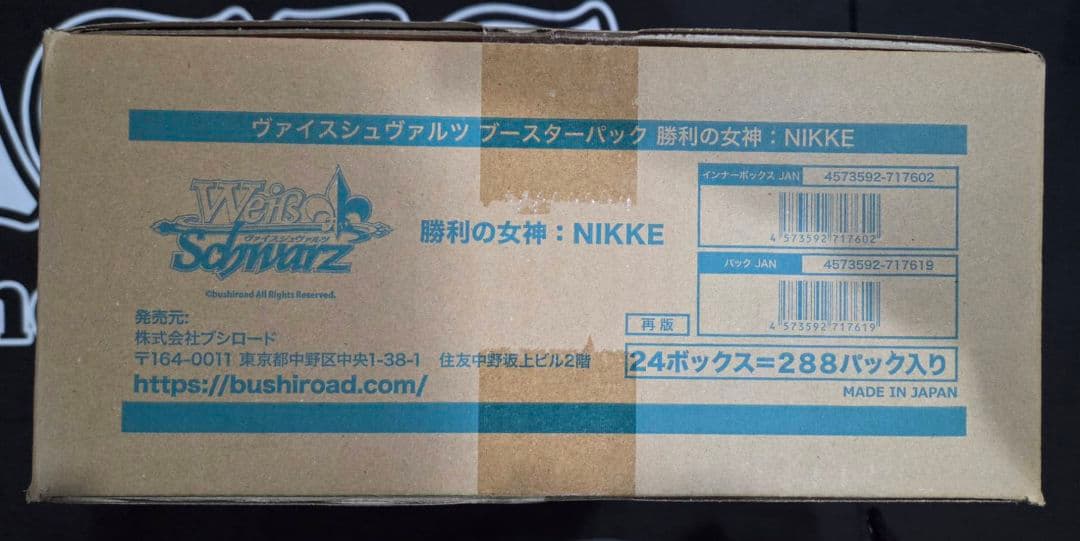 ヴァイスシュヴァルツ ブースターパック 勝利の女神：NIKKE
Weiß
Schwarz
ヴァイスシュヴァルツ
©bushiroad All Rights Reserved.
勝利の女神：NIKKE
インナーボックス JAN 4573592-717602
4 573592 717602
パック JAN 4573592-717619
4 573592 717619
発売元:
株式会社ブシロード
〒164-0011 東京都中野区中央1-38-1 住友中野坂上ビル2階
https://bushiroad.com/
再版
24ボックス=288パック入り
MADE IN JAPAN